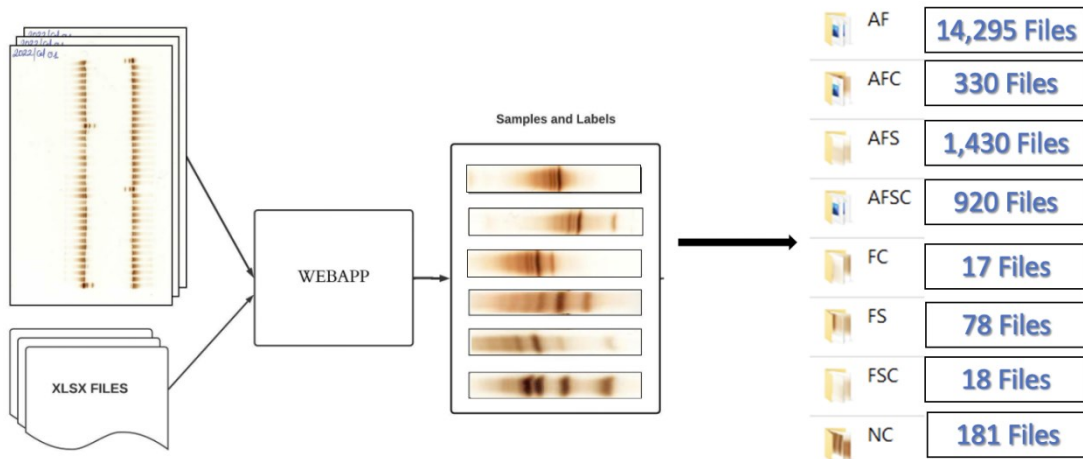 2022/01/01
XLSX FILES
WEBAPP
Samples and Labels
AF 14,295 Files
AFC 330 Files
AFS 1,430 Files
AFSC 920 Files
FC 17 Files
FS 78 Files
FSC 18 Files
NC 181 Files